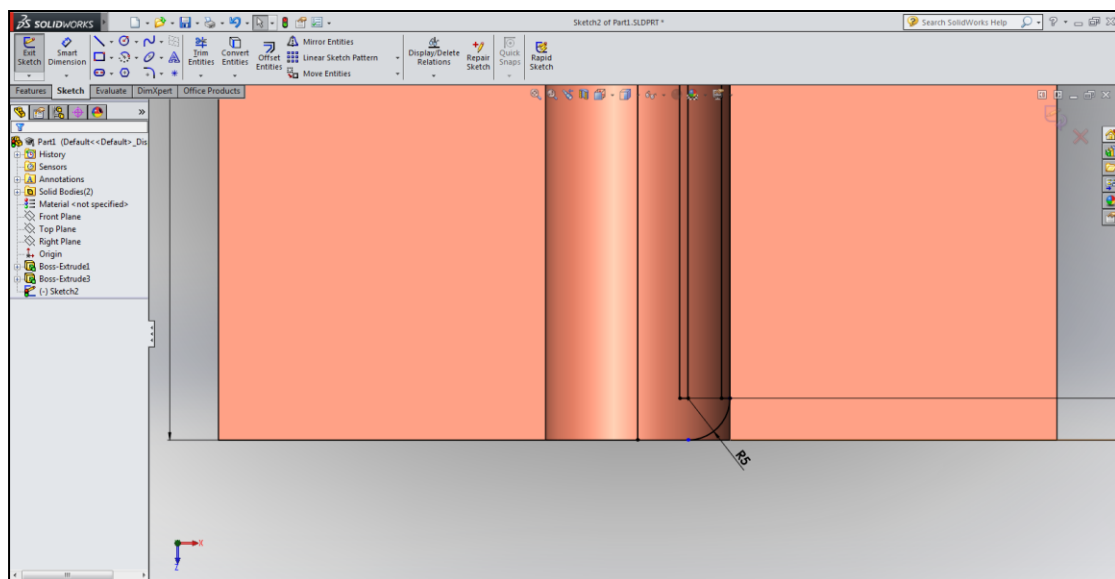 SOLIDWORKS
Sketch2 of Part1.SLDPRT *
Search SolidWorks Help
Exit Sketch
Smart Dimension
Trim Entities
Convert Entities
Offset Entities
Mirror Entities
Linear Sketch Pattern
Move Entities
Display/Delete Relations
Repair Sketch
Quick Snaps
Rapid Sketch
Features Sketch Evaluate DimXpert Office Products
Part1 (Default<<Default>_Dis
History
Sensors
Annotations
Solid Bodies(2)
Material <not specified>
Front Plane
Top Plane
Right Plane
Origin
Boss-Extrude1
Boss-Extrude3
(-) Sketch2
R5
X
Z